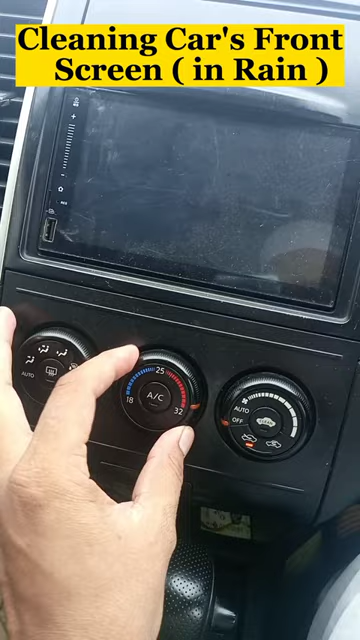 Cleaning Car's Front
Screen ( in Rain )
AUTO
18
25
32
A/C
AUTO
OFF